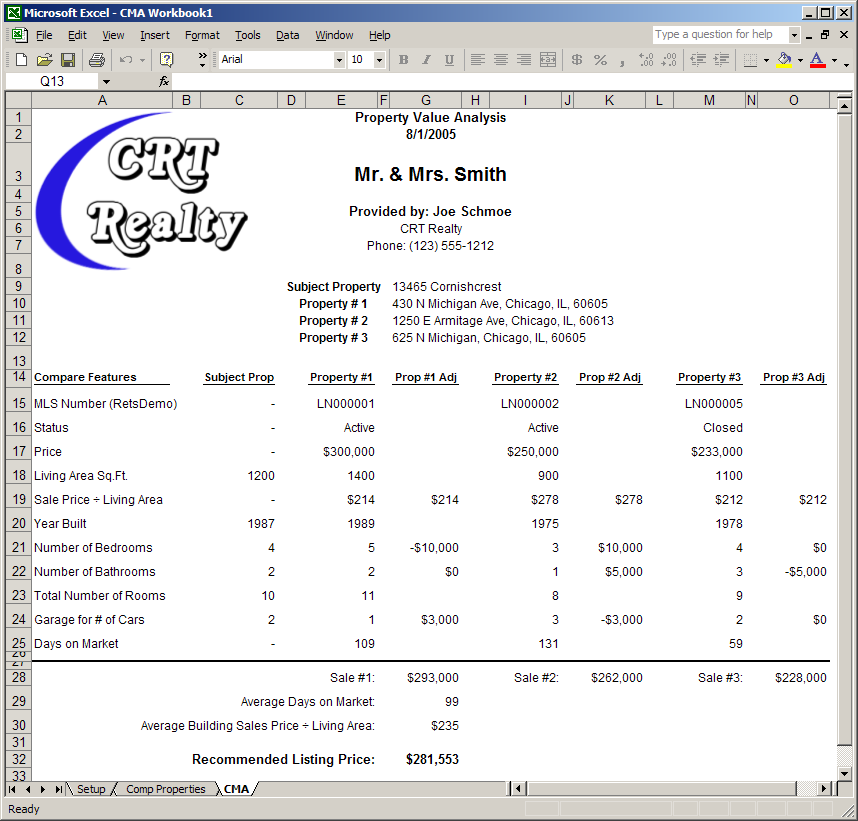 Microsoft Excel - CMA Workbook1
File Edit View Insert Format Tools Data Window Help
Type a question for help
Arial 10 B I U $ % ,
Q13 fx
A B C D E F G H I J K L M N O
1 Property Value Analysis
2 8/1/2005
CRT
Realty
3 Mr. & Mrs. Smith
4
5 Provided by: Joe Schmoe
6 CRT Realty
7 Phone: (123) 555-1212
8
9 Subject Property 13465 Cornishcrest
10 Property # 1 430 N Michigan Ave, Chicago, IL, 60605
11 Property # 2 1250 E Armitage Ave, Chicago, IL, 60613
12 Property # 3 625 N Michigan, Chicago, IL, 60605
13
14 Compare Features Subject Prop Property #1 Prop #1 Adj Property #2 Prop #2 Adj Property #3 Prop #3 Adj
15 MLS Number (RetsDemo) - LN000001 LN000002 LN000005
16 Status - Active Active Closed
17 Price - $300,000 $250,000 $233,000
18 Living Area Sq.Ft. 1200 1400 900 1100
19 Sale Price ÷ Living Area - $214 $214 $278 $278 $212 $212
20 Year Built 1987 1989 1975 1978
21 Number of Bedrooms 4 5 -$10,000 3 $10,000 4 $0
22 Number of Bathrooms 2 2 $0 1 $5,000 3 -$5,000
23 Total Number of Rooms 10 11 8 9
24 Garage for # of Cars 2 1 $3,000 3 -$3,000 2 $0
25 Days on Market - 109 131 59
26
27
28 Sale #1: $293,000 Sale #2: $262,000 Sale #3: $228,000
29 Average Days on Market: 99
30 Average Building Sales Price ÷ Living Area: $235
31
32 Recommended Listing Price: $281,553
33
Setup Comp Properties CMA
Ready